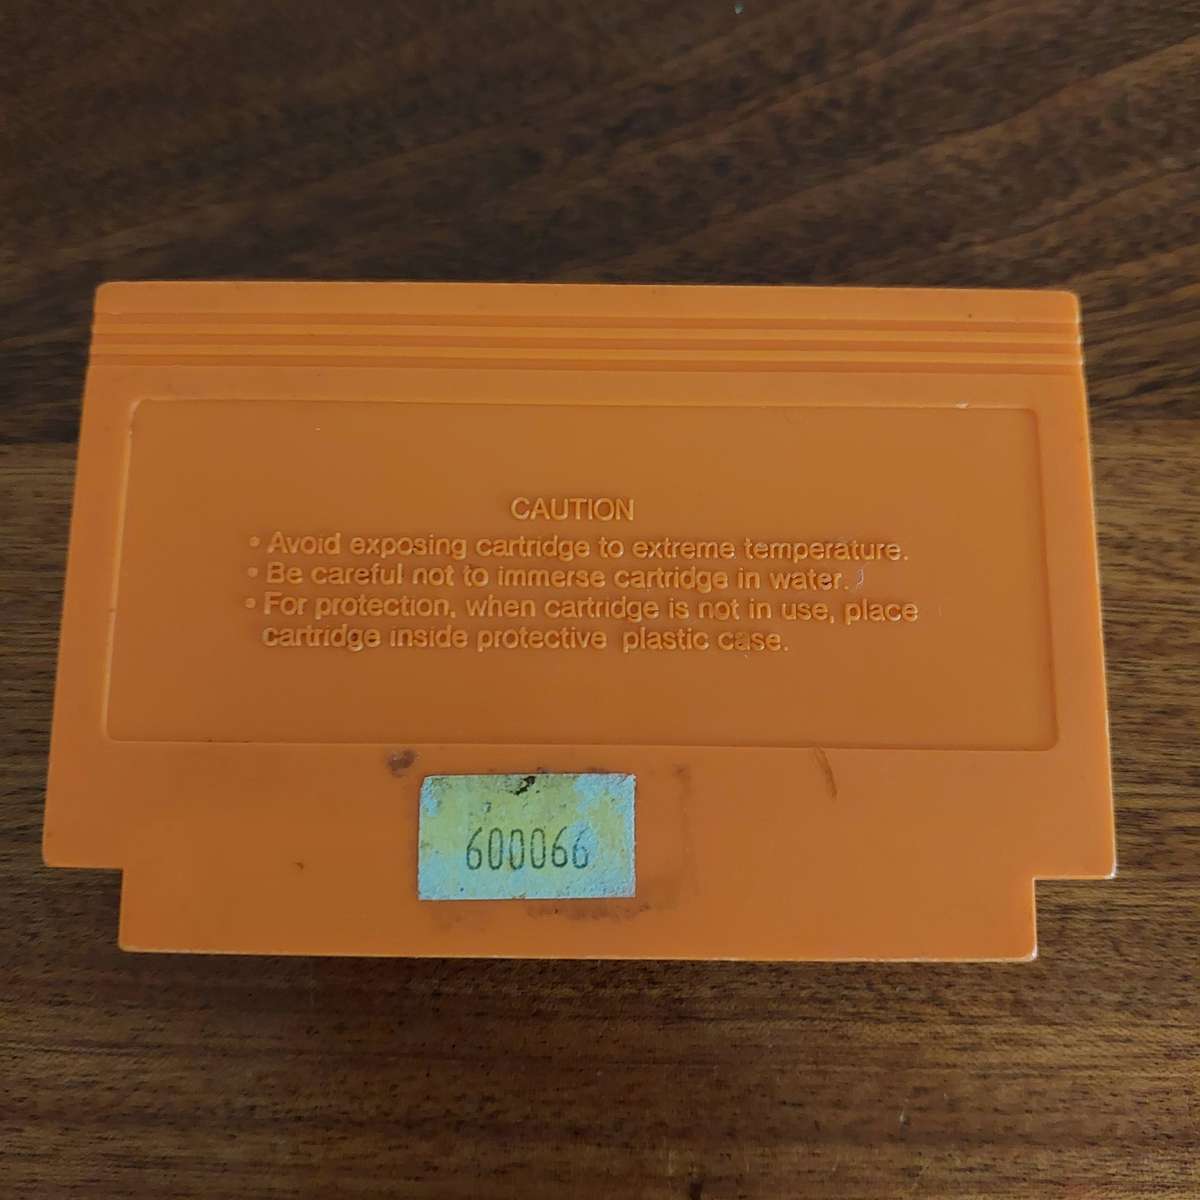 CAUTION
• Avoid exposing cartridge to extreme temperature.
• Be careful not to immerse cartridge in water.
• For protection, when cartridge is not in use, place
cartridge inside protective plastic case.
600066